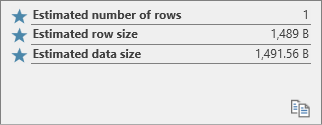 Estimated number of rows 1
Estimated row size 1,489 B
Estimated data size 1,491.56 B